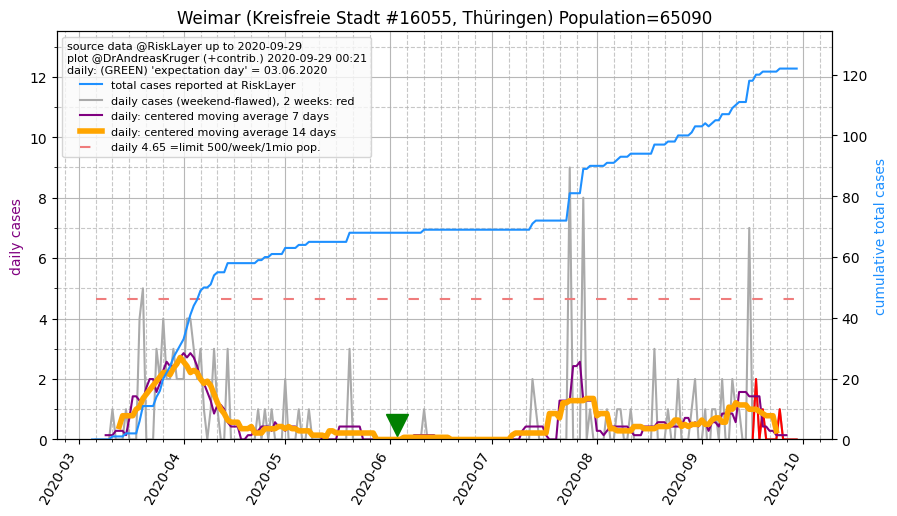 Weimar (Kreisfreie Stadt #16055, Thüringen) Population=65090
source data @RiskLayer up to 2020-09-29
plot @DrAndreasKruger (+contrib.) 2020-09-29 00:21
daily: (GREEN) 'expectation day' = 03.06.2020
total cases reported at RiskLayer
daily cases (weekend-flawed), 2 weeks: red
daily: centered moving average 7 days
daily: centered moving average 14 days
daily 4.65 =limit 500/week/1mio pop.
daily cases
12
10
8
6
4
2
0
120
100
80
60
40
20
0
cumulative total cases
2020-03
2020-04
2020-05
2020-06
2020-07
2020-08
2020-09
2020-10